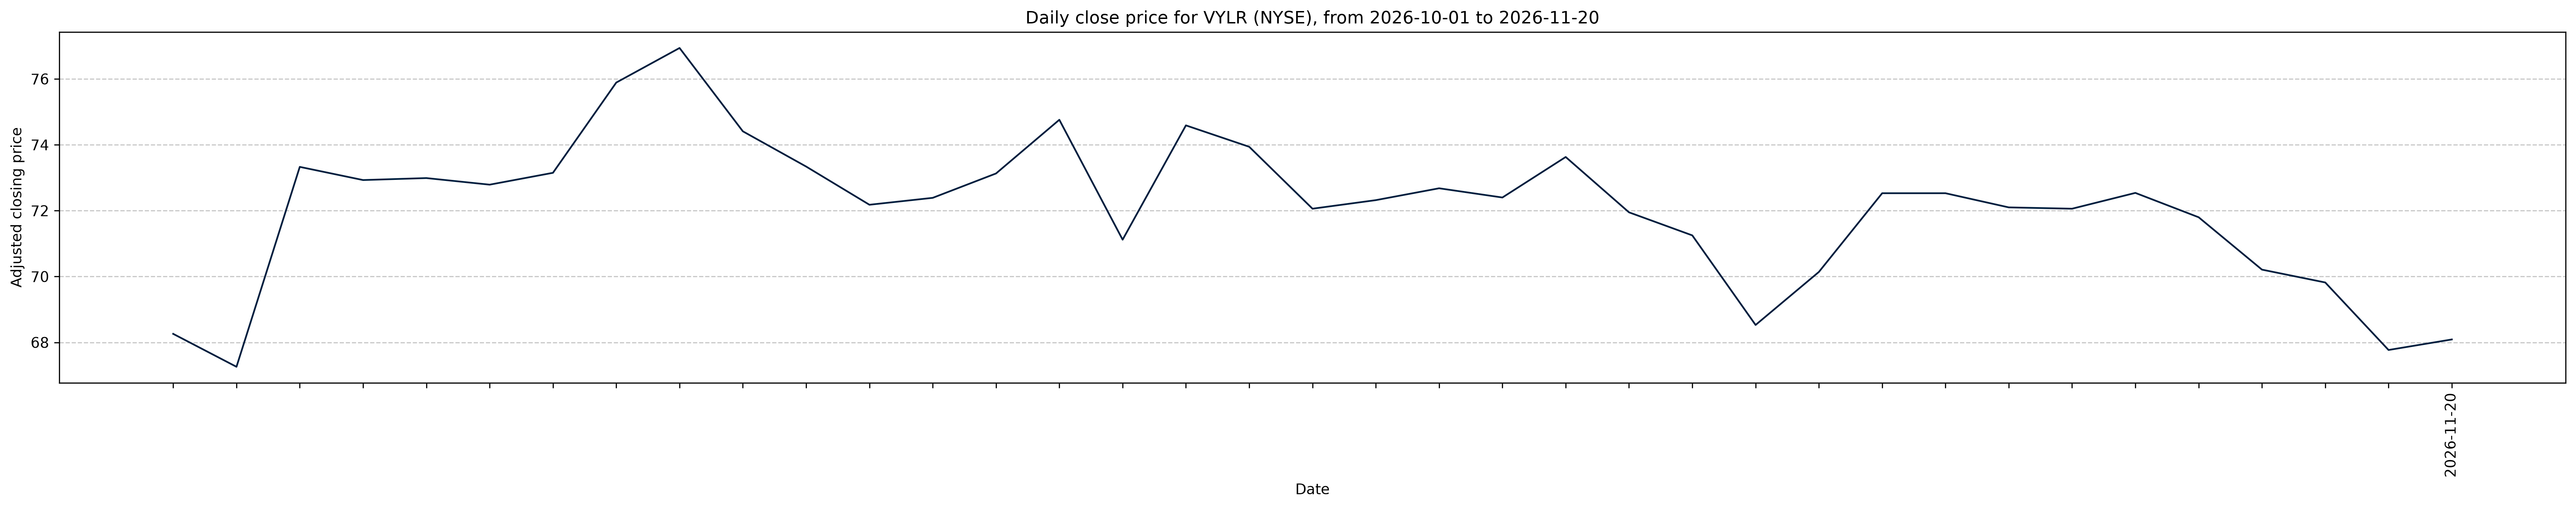 Daily close price for VYLR (NYSE), from 2026-10-01 to 2026-11-20
Adjusted closing price
76
74
72
70
68
2026-11-20
Date